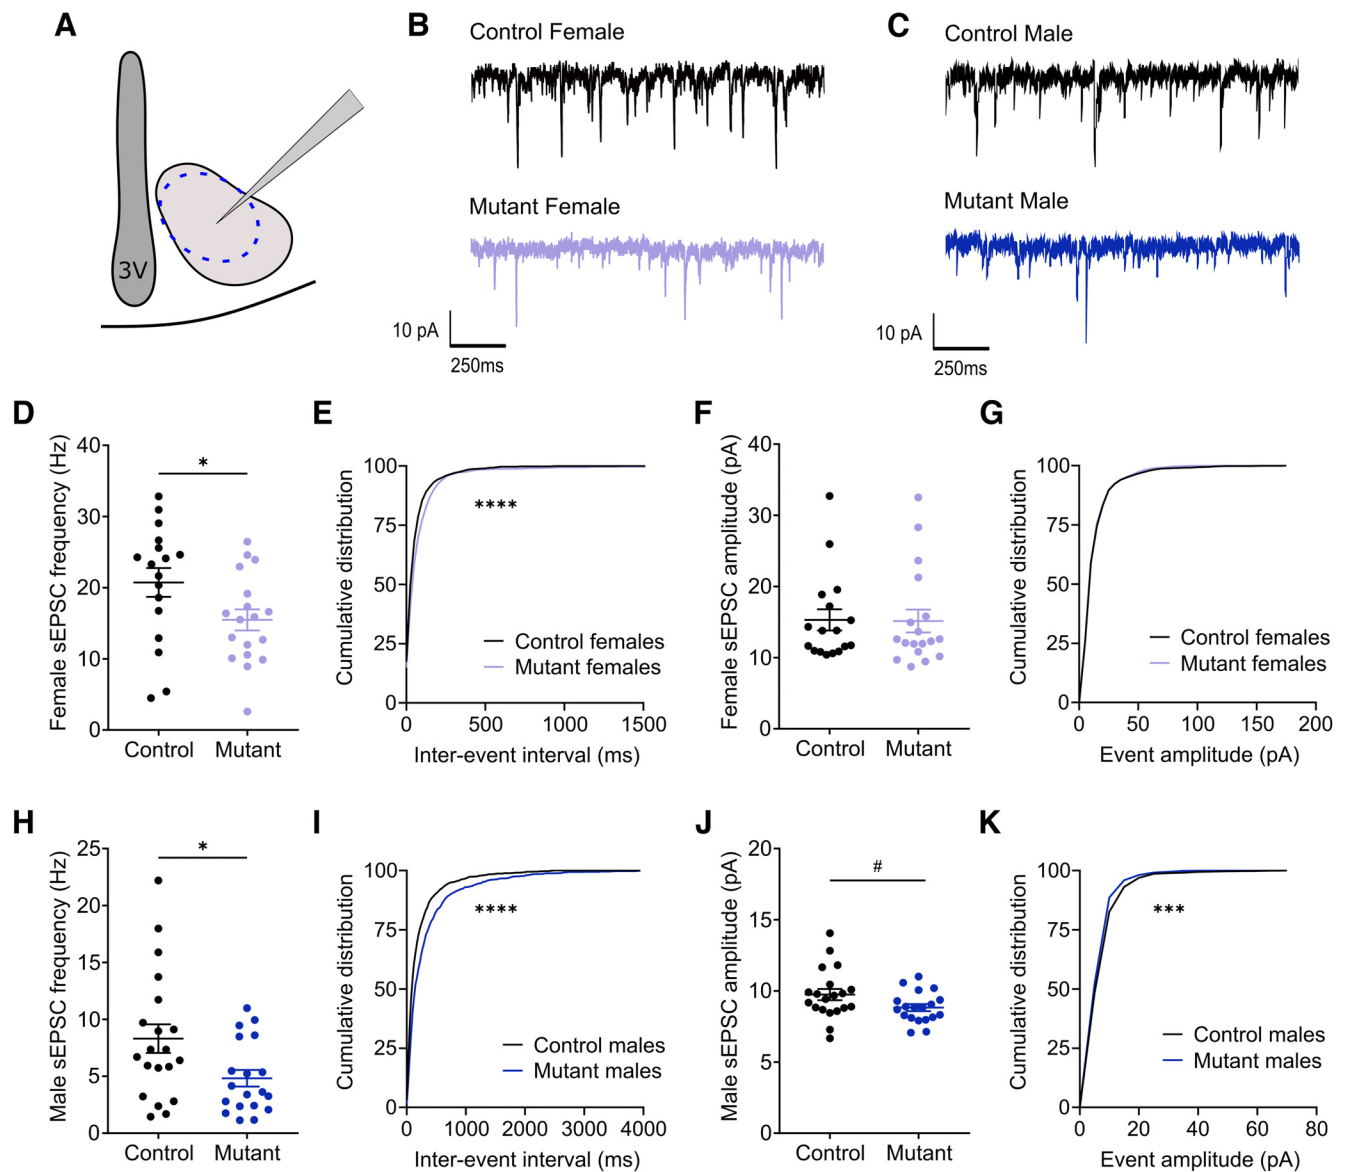 A
B
C
Control Female
Control Male
Mutant Female
Mutant Male
3V
10 pA
250ms
10 pA
250ms
D
E
F
G
Female sEPSC frequency (Hz)
40
30
20
10
0
*
Control
Mutant
Cumulative distribution
100
75
50
25
0
****
Control females
Mutant females
0
500
1000
1500
Inter-event interval (ms)
Female sEPSC amplitude (pA)
40
30
20
10
0
Control
Mutant
Cumulative distribution
100
75
50
25
0
Control females
Mutant females
0
50
100
150
200
Event amplitude (pA)
H
I
J
K
Male sEPSC frequency (Hz)
25
20
15
10
5
0
*
Control
Mutant
Cumulative distribution
100
75
50
25
0
****
Control males
Mutant males
0
1000
2000
3000
4000
Inter-event interval (ms)
Male sEPSC amplitude (pA)
20
15
10
5
0
#
Control
Mutant
Cumulative distribution
100
75
50
25
0
***
Control males
Mutant males
0
20
40
60
80
Event amplitude (pA)